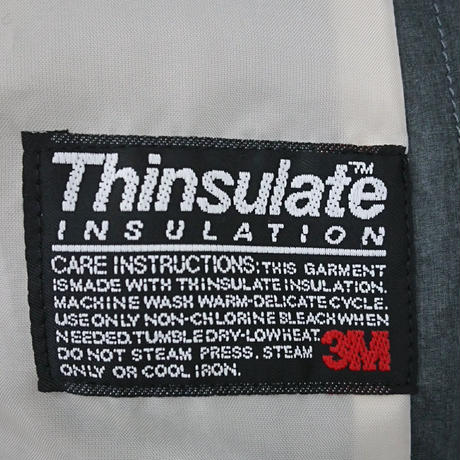 Thinsulate™
INSULATION
CARE INSTRUCTIONS: THIS GARMENT
IS MADE WITH THINSULATE INSULATION.
MACHINE WASH WARM-DELICATE CYCLE.
USE ONLY NON-CHLORINE BLEACH WHEN
NEEDED. TUMBLE DRY-LOW HEAT.
DO NOT STEAM PRESS. STEAM
ONLY OR COOL IRON.
3M